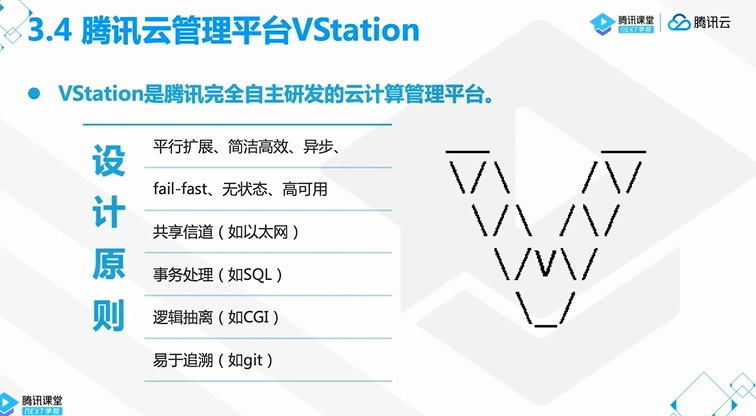 3.4 腾讯云管理平台VStation
腾讯课堂
NEXT学院
腾讯云
VStation是腾讯完全自主研发的云计算管理平台。
设计原则
平行扩展、简洁高效、异步、
fail-fast、无状态、高可用
共享信道（如以太网）
事务处理（如SQL）
逻辑抽离（如CGI）
易于追溯（如git）
腾讯课堂
NEXT学院